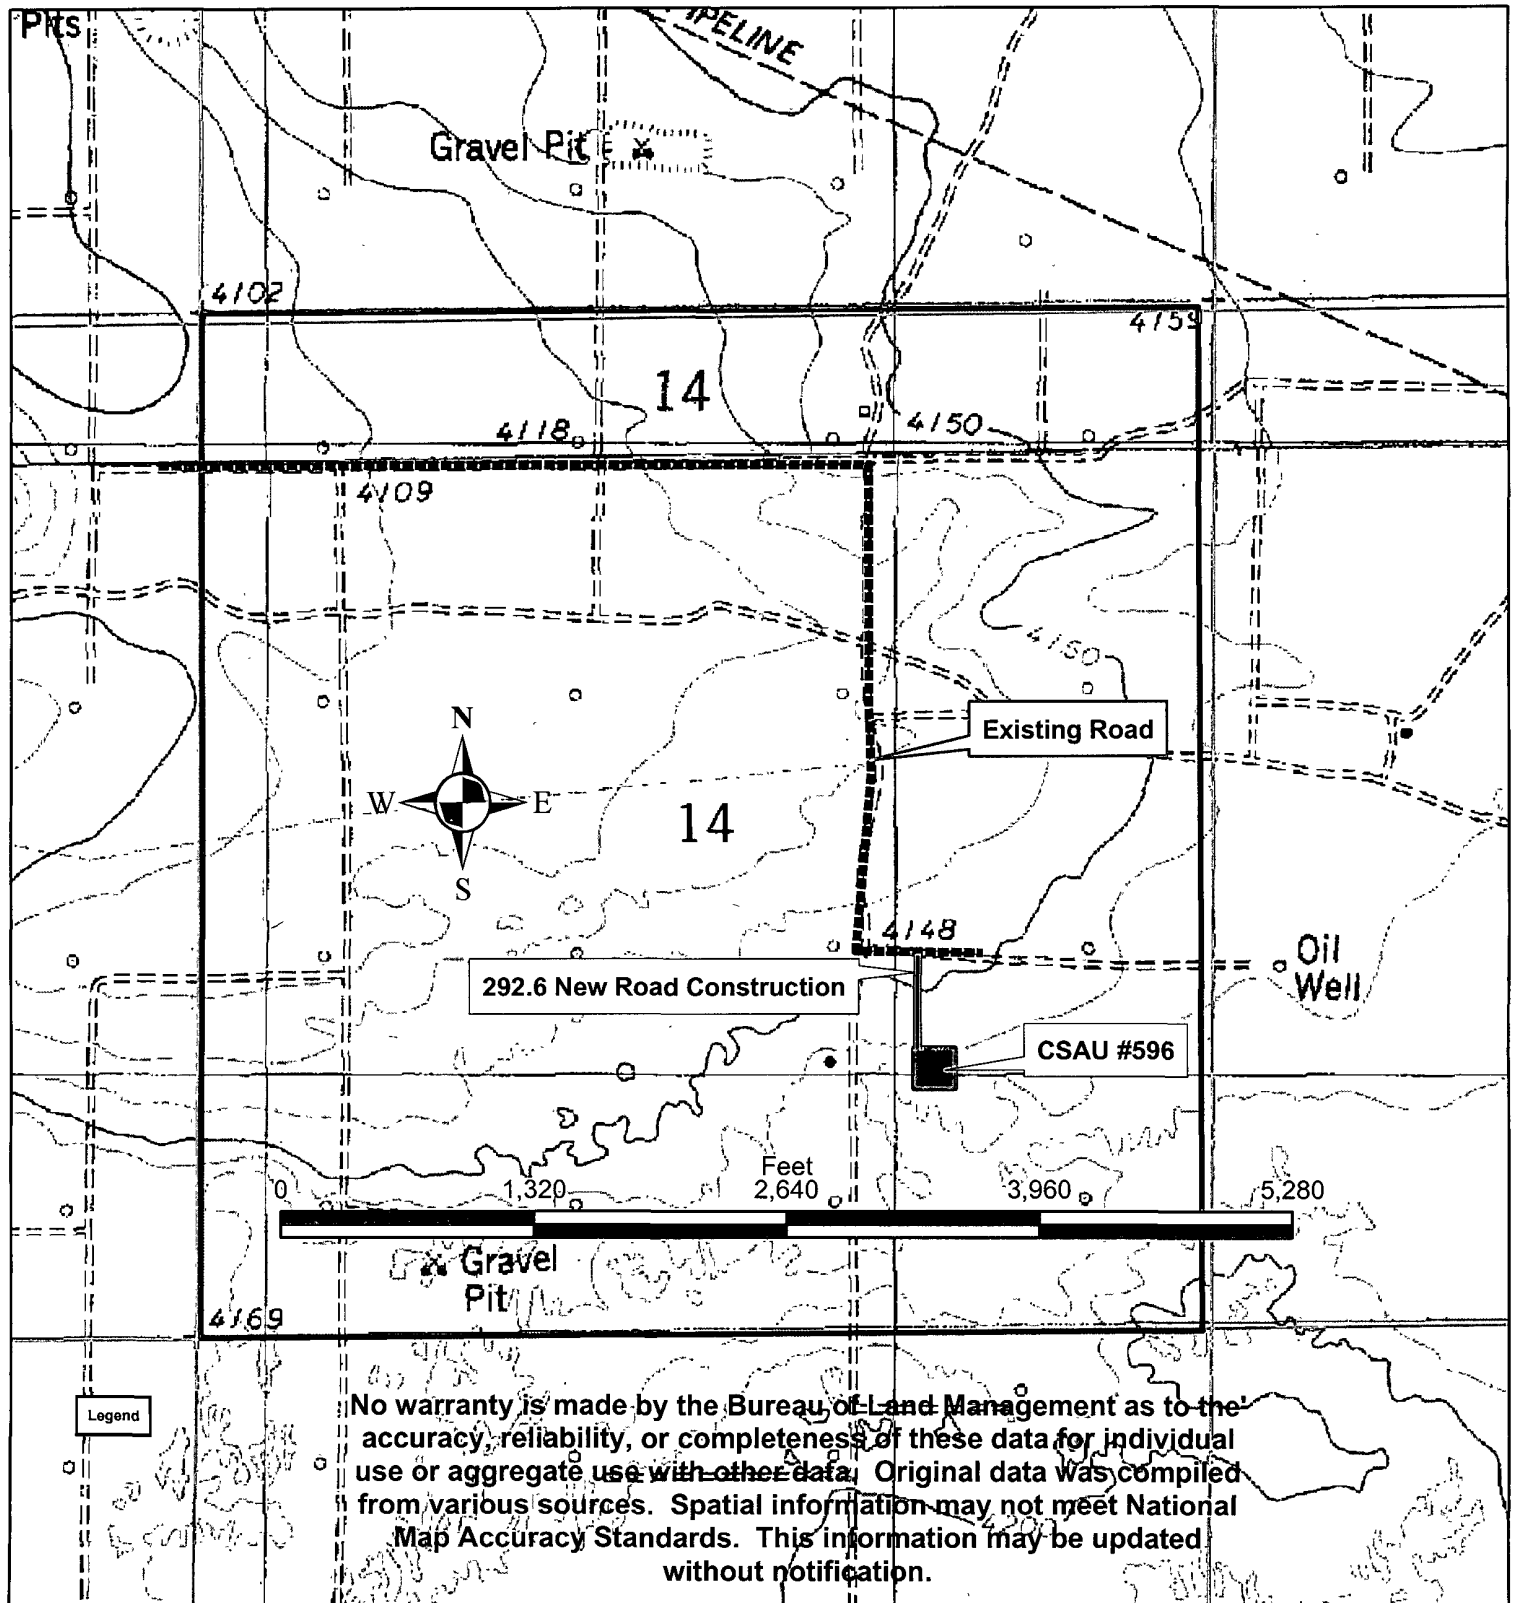 Pits
PIPELINE
Gravel Pit
4102
4159
14
4118
4150
4109
4150
Existing Road
N
W
E
S
14
4148
Oil
Well
292.6 New Road Construction
CSAU #596
Feet
0 1,320 2,640 3,960 5,280
Gravel
Pit
4169
Legend
No warranty is made by the Bureau of Land Management as to the
accuracy, reliability, or completeness of these data for individual
use or aggregate use with other data. Original data was compiled
from various sources. Spatial information may not meet National
Map Accuracy Standards. This information may be updated
without notification.